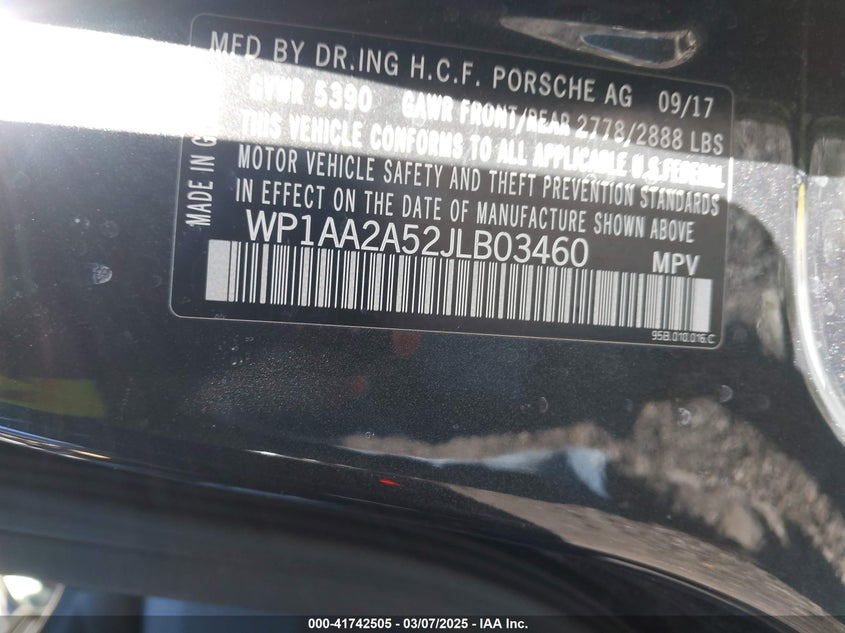 MFD BY DR.ING H.C.F. PORSCHE AG 09/17
GVWR 5390 GAWR FRONT/REAR 2778/2888 LBS
THIS VEHICLE CONFORMS TO ALL APPLICABLE U.S.FEDERAL
MOTOR VEHICLE SAFETY AND THEFT PREVENTION STANDARDS
IN EFFECT ON THE DATE OF MANUFACTURE SHOWN ABOVE
WP1AA2A52JLB03460 MPV
95B.010.016.C
MADE IN G
000-41742505 - 03/07/2025 - IAA Inc.